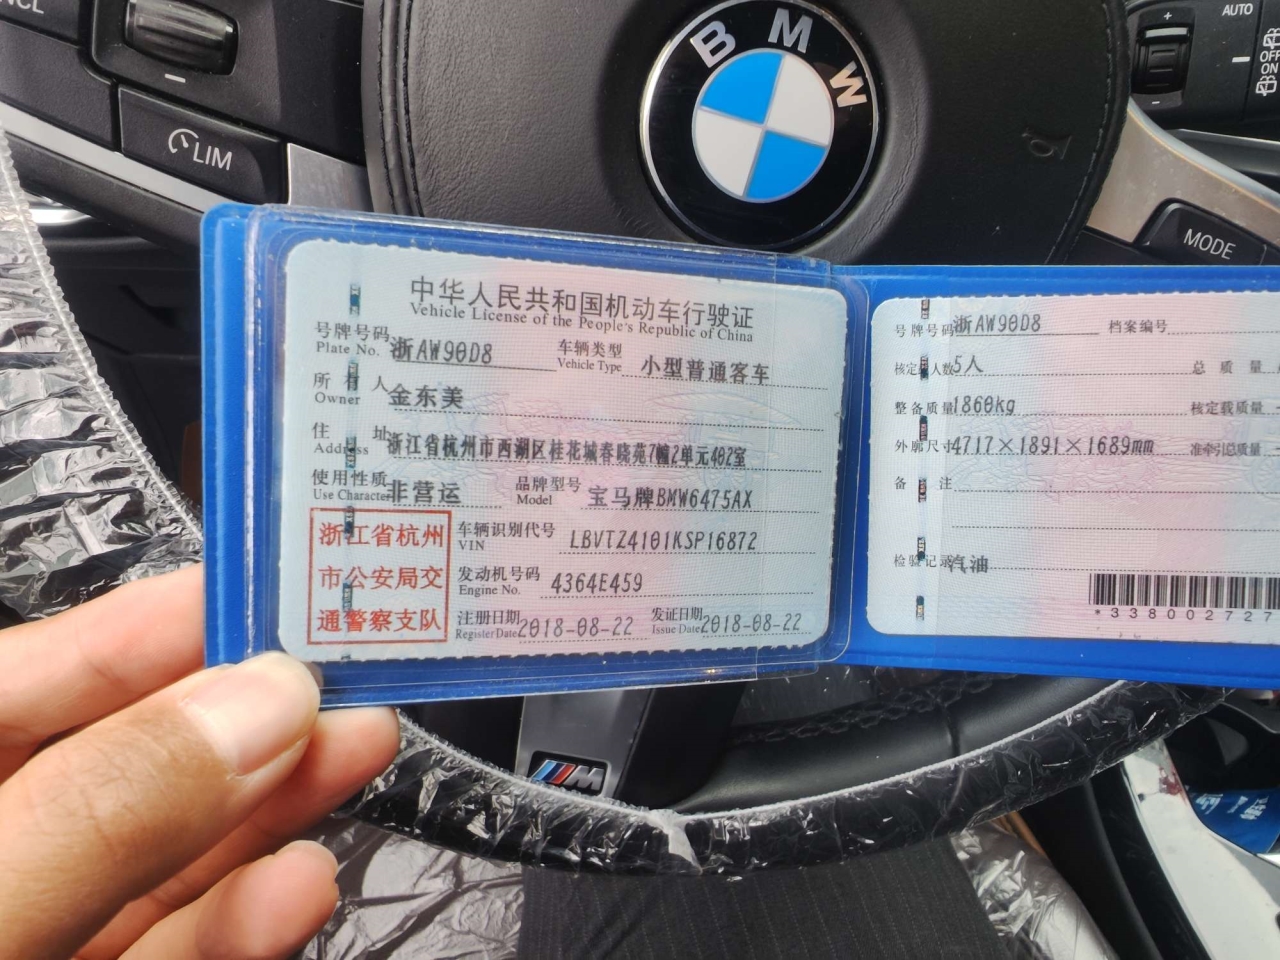 NCL
LIM
BMW
AUTO
OFF
ON
MODE
中华人民共和国机动车行驶证
Vehicle License of the People's Republic of China
号牌号码 Plate No. 浙AW90D8 车辆类型 Vehicle Type 小型普通客车
所有人 Owner 金东美
住址 Address 浙江省杭州市西湖区桂花城春晓苑7幢2单元402室
使用性质 Use Character 非营运 品牌型号 Model 宝马牌BMW6475AX
浙江省杭州
市公安局交
通警察支队
车辆识别代号 VIN LBVTZ4101KSP16872
发动机号码 Engine No. 4364E459
注册日期 Register Date 2018-08-22 发证日期 Issue Date 2018-08-22
号牌号码 浙AW90D8 档案编号
核定载人数 5人 总质量
整备质量 1860kg 核定载质量
外廓尺寸 4717×1891×1689mm 准牵引总质量
备注
检验记录 汽油
*33800272 7
M